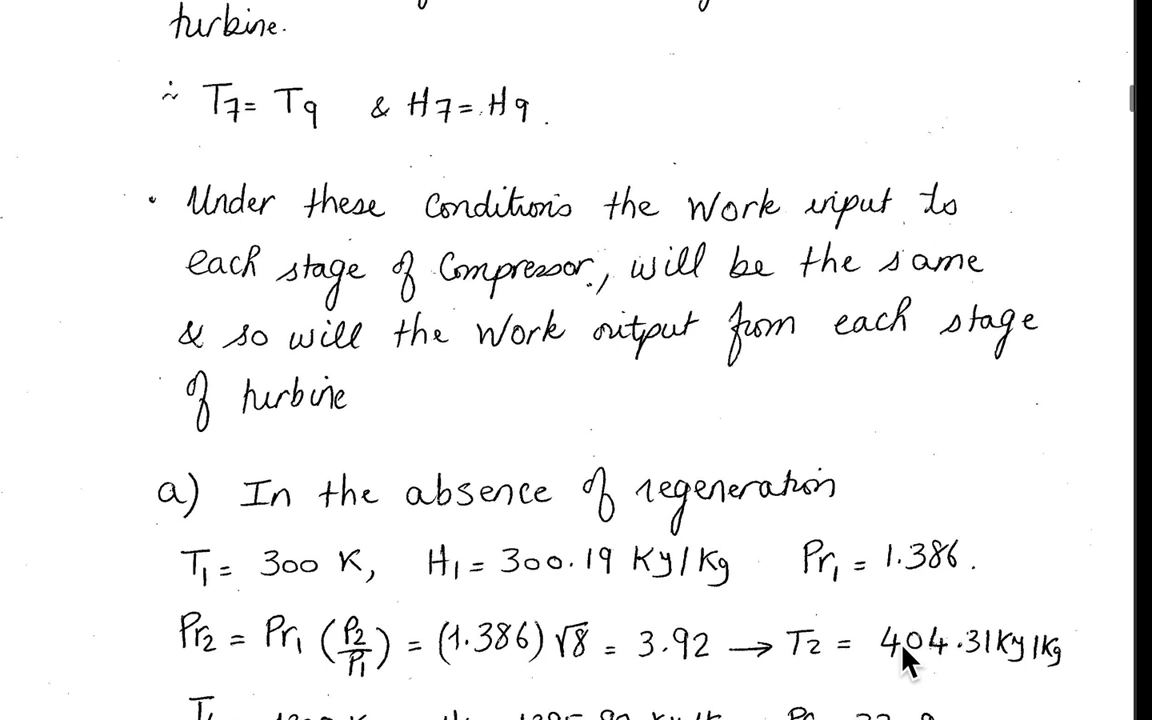 turbine.
∴ T7 = T9 & H7 = H9.
• Under these conditions the work input to
each stage of Compressor, will be the same
& so will the work output from each stage
of turbine
a) In the absence of regeneration
T1 = 300 K, H1 = 300.19 KJ/Kg Pr1 = 1.386.
Pr2 = Pr1 (P2/P1) = (1.386) √8 = 3.92 → T2 = 404.31 KJ/Kg